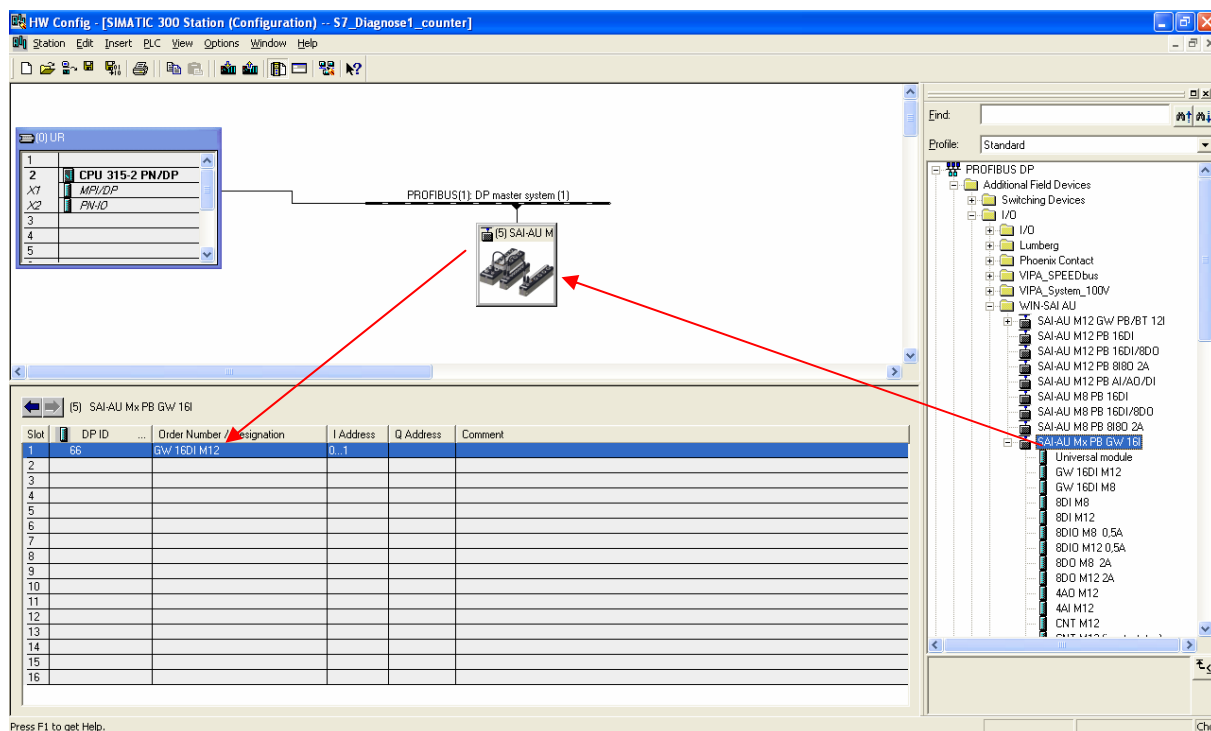 HW Config - [SIMATIC 300 Station (Configuration) -- S7_Diagnose1_counter]
Station Edit Insert PLC View Options Window Help
(0) UR
1
2 CPU 315-2 PN/DP
X1 MPI/DP
X2 PN-IO
3
4
5
PROFIBUS(1): DP master system (1)
(5) SAI-AU M
(5) SAI-AU Mx PB GW 16I
Slot DP ID ... Order Number / Designation I Address Q Address Comment
1 66 GW 16DI M12 0...1
2
3
4
5
6
7
8
9
10
11
12
13
14
15
16
Find:
Profile: Standard
PROFIBUS DP
Additional Field Devices
Switching Devices
I/O
I/O
Lumberg
Phoenix Contact
VIPA_SPEEDbus
VIPA_System_100V
WIN-SAI AU
SAI-AU M12 GW PB/BT 12I
SAI-AU M12 PB 16DI
SAI-AU M12 PB 16DI/8DO
SAI-AU M12 PB 8I8O 2A
SAI-AU M12 PB AI/AO/DI
SAI-AU M8 PB 16DI
SAI-AU M8 PB 16DI/8DO
SAI-AU M8 PB 8I8O 2A
SAI-AU Mx PB GW 16I
Universal module
GW 16DI M12
GW 16DI M8
8DI M8
8DI M12
8DIO M8 0,5A
8DIO M12 0,5A
8DO M8 2A
8DO M12 2A
4AO M12
4AI M12
CNT M12
Press F1 to get Help.
Ch